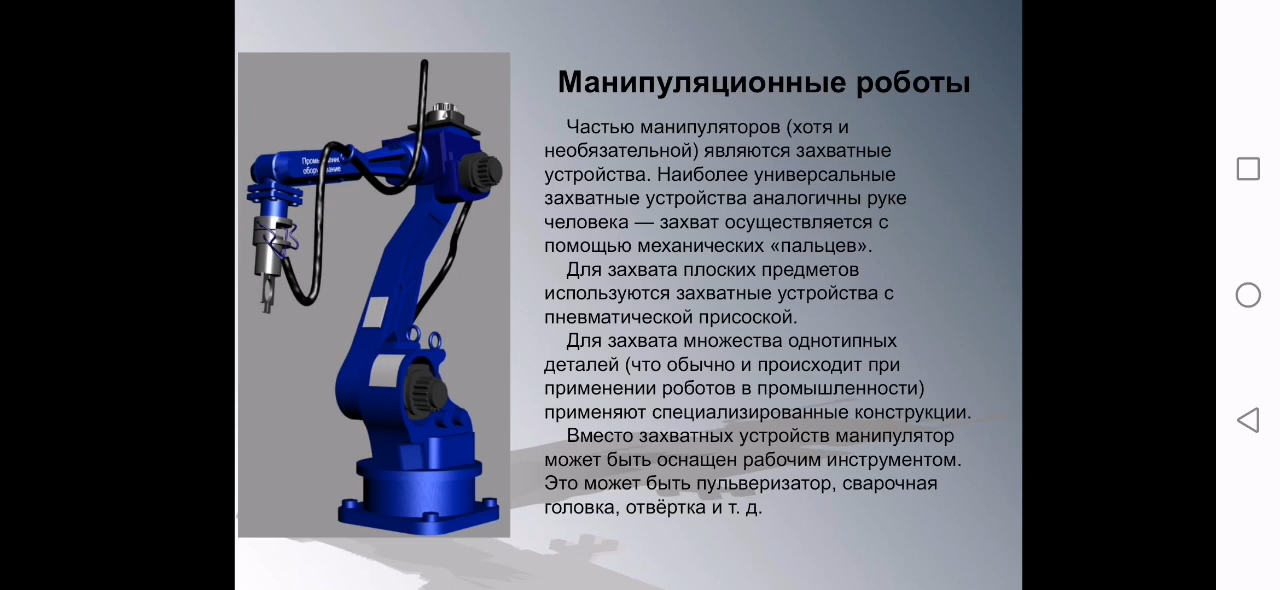 Манипуляционные роботы
Частью манипуляторов (хотя и
необязательной) являются захватные
устройства. Наиболее универсальные
захватные устройства аналогичны руке
человека — захват осуществляется с
помощью механических «пальцев».
Для захвата плоских предметов
используются захватные устройства с
пневматической присоской.
Для захвата множества однотипных
деталей (что обычно и происходит при
применении роботов в промышленности)
применяют специализированные конструкции.
Вместо захватных устройств манипулятор
может быть оснащен рабочим инструментом.
Это может быть пульверизатор, сварочная
головка, отвёртка и т. д.